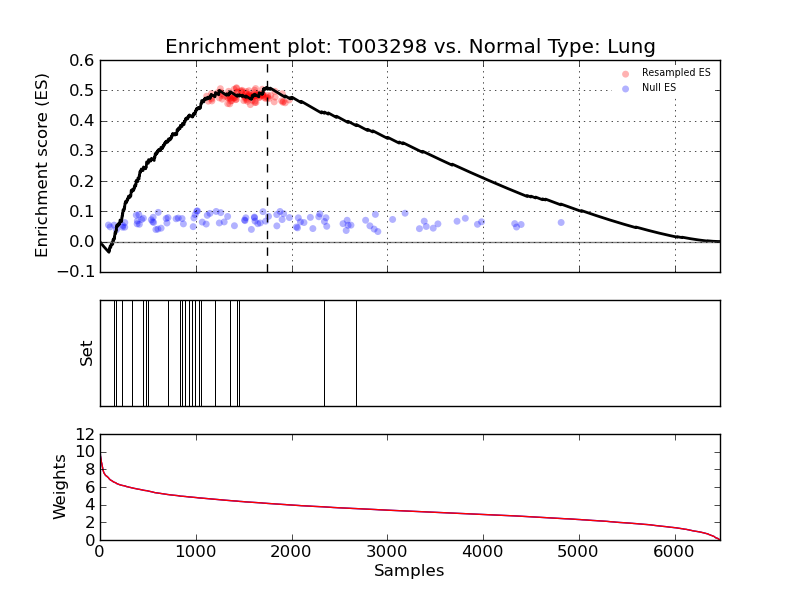 Enrichment plot: T003298 vs. Normal Type: Lung
Enrichment score (ES)
0.6
0.5
0.4
0.3
0.2
0.1
0.0
−0.1
Resampled ES
Null ES
Set
Weights
12
10
8
6
4
2
0
0 1000 2000 3000 4000 5000 6000
Samples